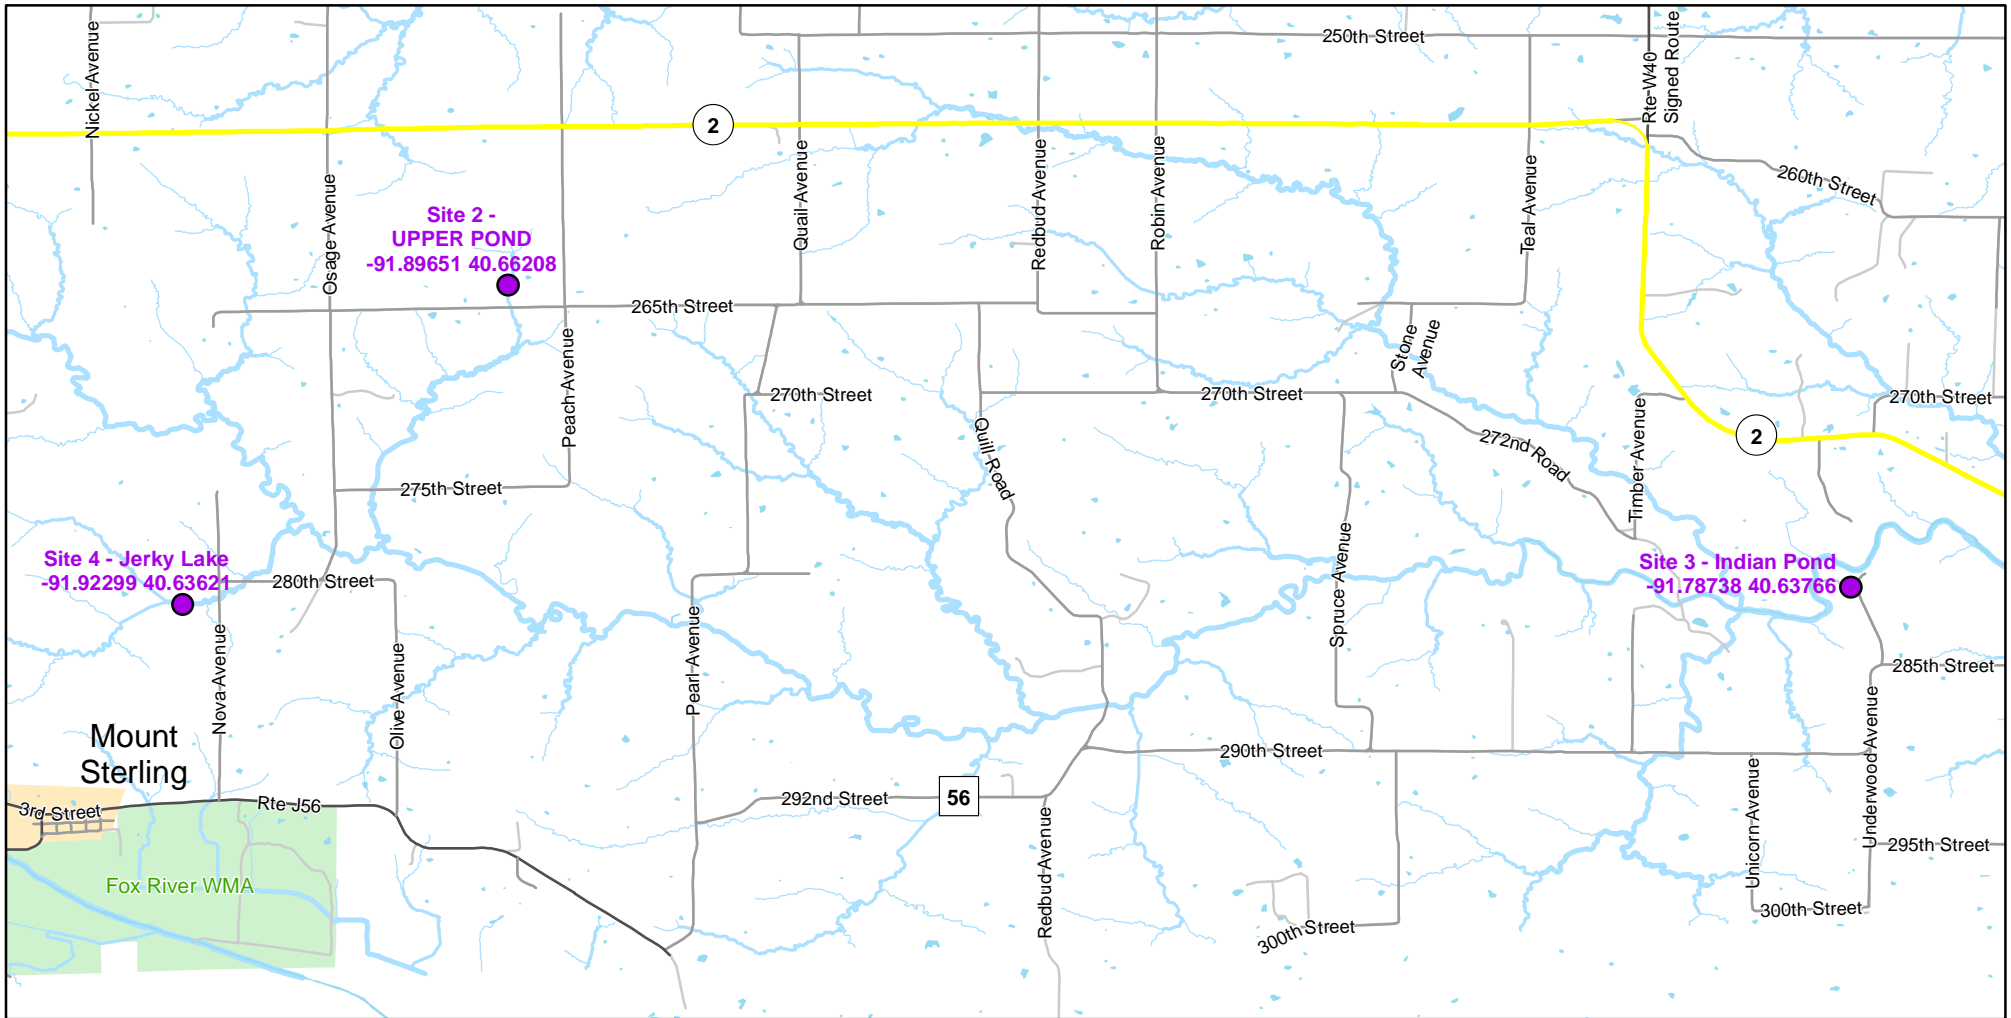 Nickel Avenue
250th Street
Rte W40
Signed Route
2
Osage Avenue
Quail Avenue
Redbud Avenue
Robin Avenue
Teal Avenue
260th Street
Site 2 -
UPPER POND
-91.89651 40.66208
265th Street
Peach Avenue
Stone
Avenue
270th Street
270th Street
270th Street
Quill Road
272nd Road
Timber Avenue
2
275th Street
Site 4 - Jerky Lake
-91.92299 40.63621
280th Street
Spruce Avenue
Site 3 - Indian Pond
-91.78738 40.63766
Nova Avenue
Olive Avenue
Pearl Avenue
285th Street
Underwood Avenue
Mount
Sterling
290th Street
3rd Street
Rte J56
292nd Street
56
Redbud Avenue
Unicorn Avenue
295th Street
Fox River WMA
300th Street
300th Street